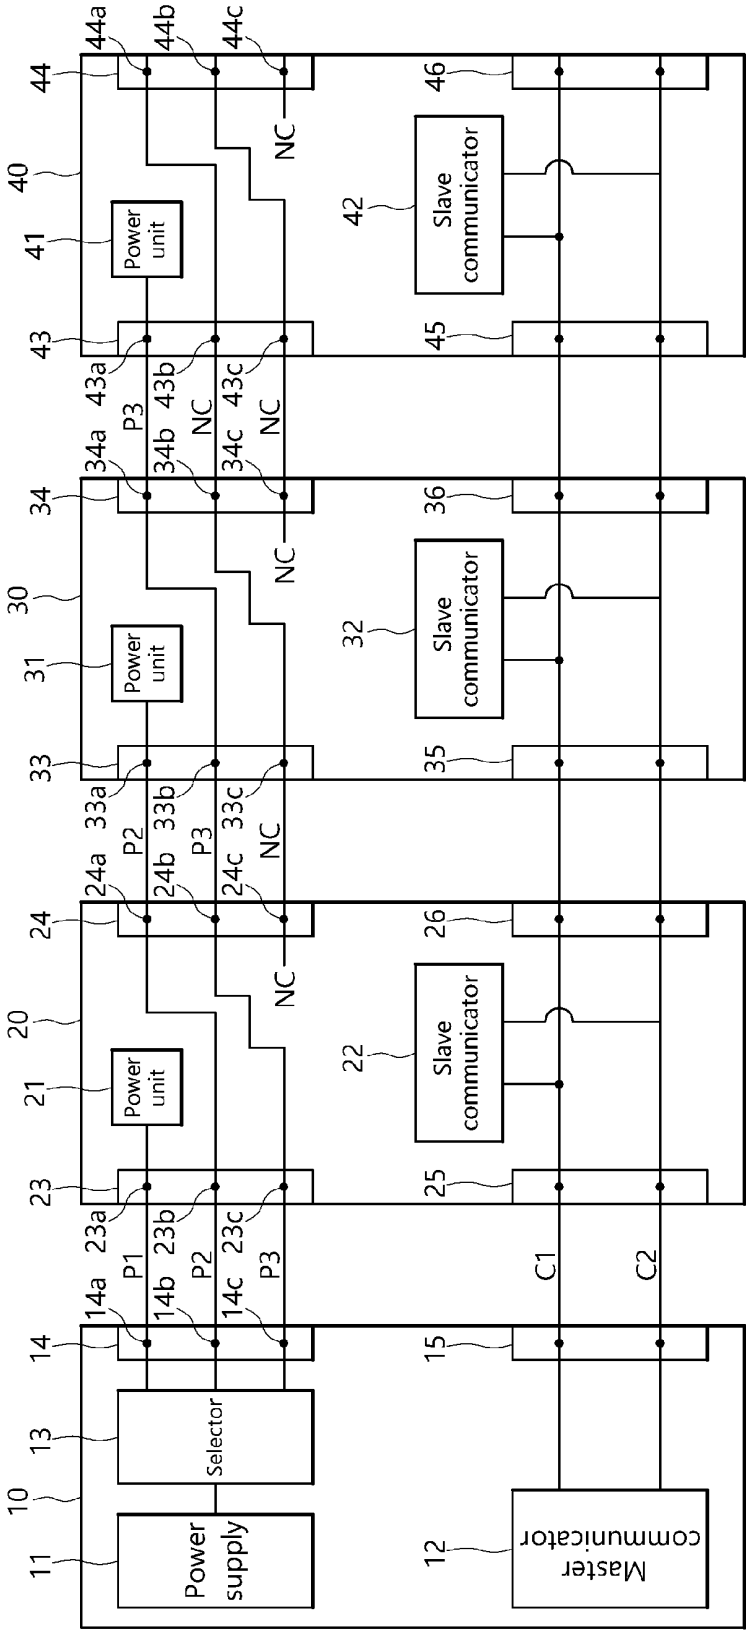 10
11
Power
supply
13
Selector
14
14a
14b
14c
12
Master
communicator
15
P1
P2
P3
C1
C2
20
23
23a
23b
23c
21
Power
unit
24
24a
24b
24c
NC
22
Slave
communicator
25
26
P2
P3
NC
30
33
33a
33b
33c
31
Power
unit
34
34a
34b
34c
NC
32
Slave
communicator
35
36
P3
NC
NC
40
43
43a
43b
43c
41
Power
unit
44
44a
44b
44c
NC
42
Slave
communicator
45
46